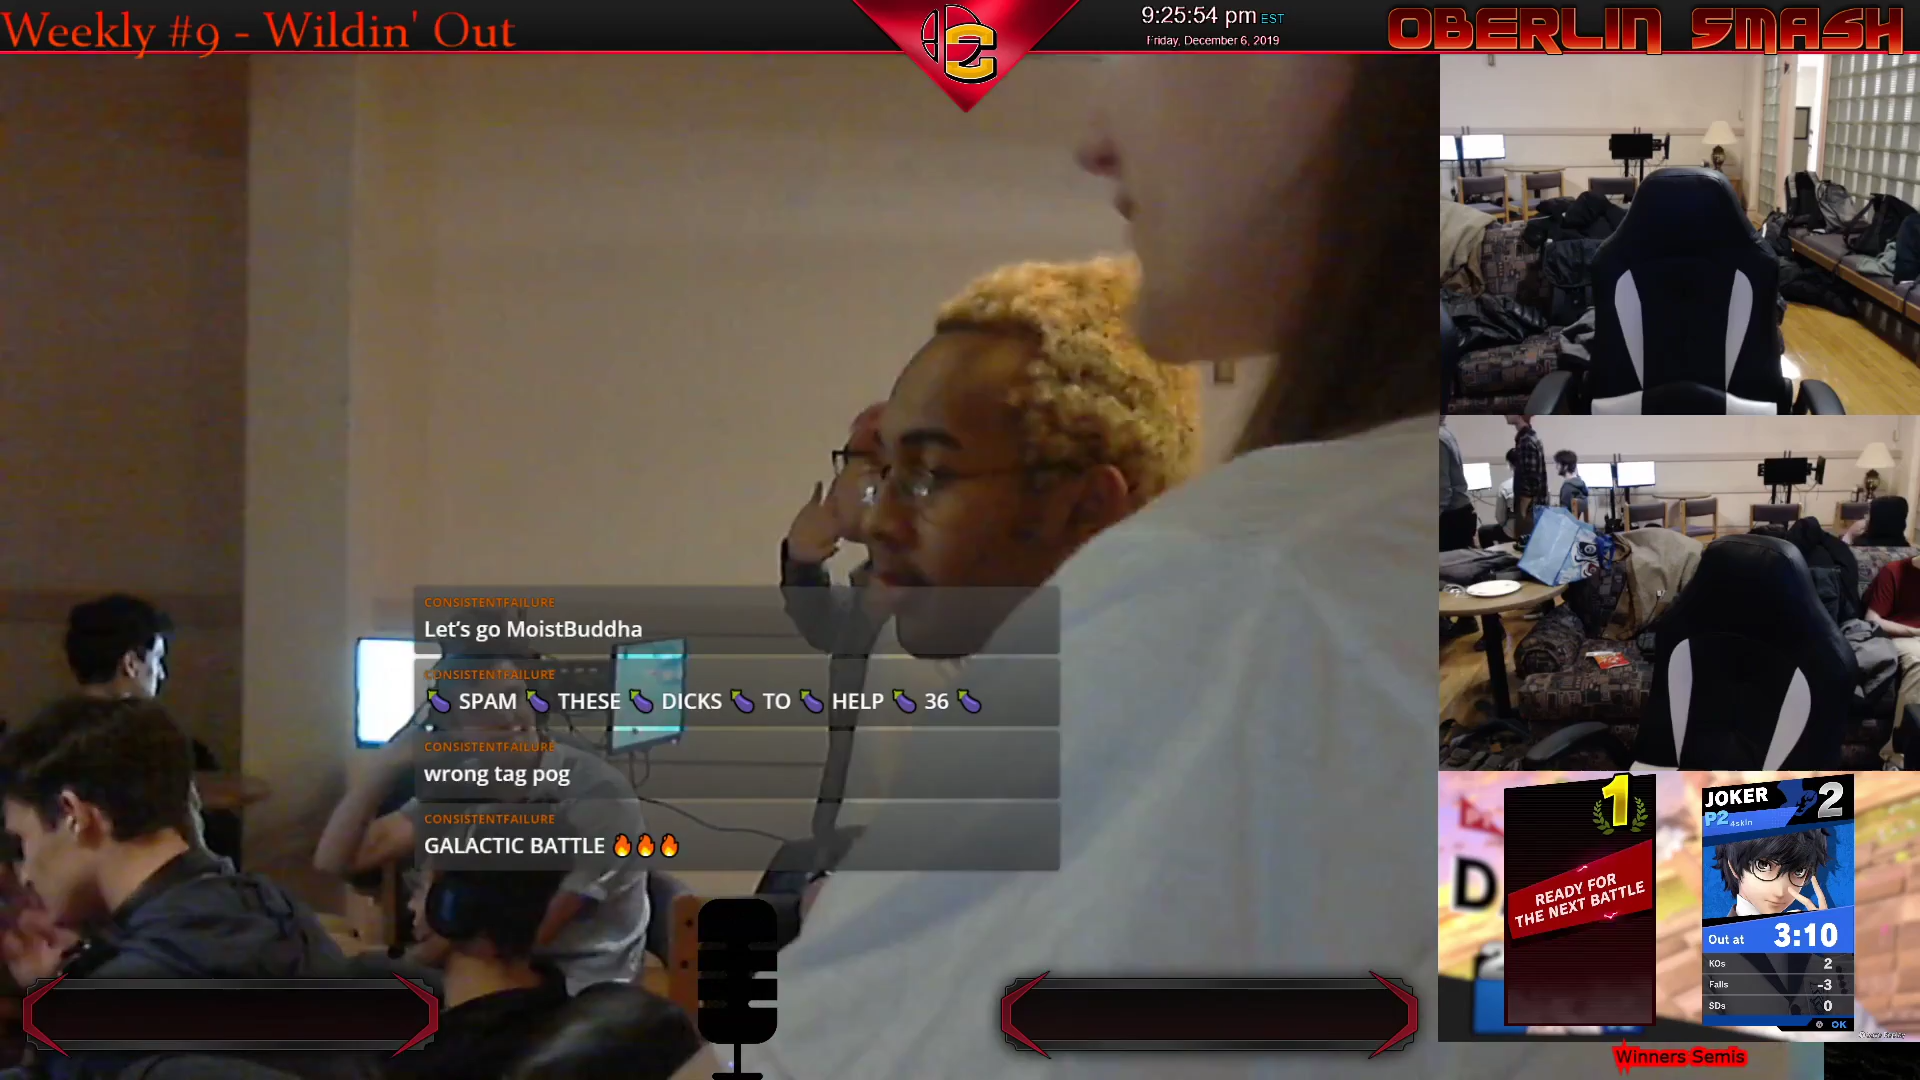 Weekly #9 - Wildin' Out
9:25:54 pm EST
Friday, December 6, 2019
OBERLIN SMASH
CONSISTENTFAILURE
Let's go MoistBuddha
CONSISTENTFAILURE
🍆 SPAM 🍆 THESE 🍆 DICKS 🍆 TO 🍆 HELP 🍆 36 🍆
CONSISTENTFAILURE
wrong tag pog
CONSISTENTFAILURE
GALACTIC BATTLE 🔥🔥🔥
1
READY FOR
THE NEXT BATTLE
JOKER 2
P2 4skin
Out at 3:10
KOs 2
Falls -3
SDs 0
OK
Winners Semis